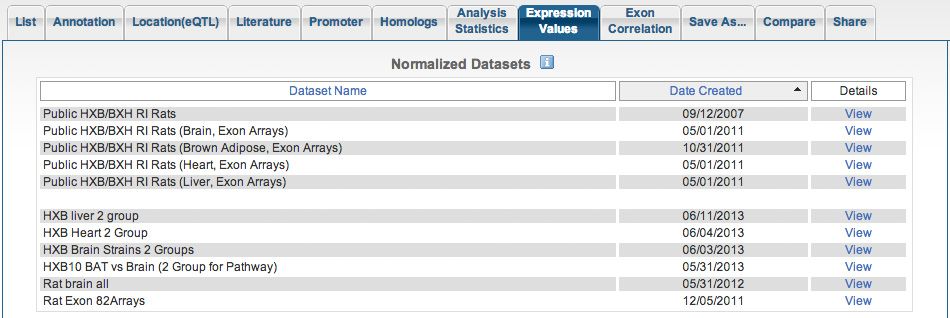 List Annotation Location(eQTL) Literature Promoter Homologs Analysis Statistics Expression Values Exon Correlation Save As... Compare Share
Normalized Datasets i
Dataset Name Date Created Details
Public HXB/BXH RI Rats 09/12/2007 View
Public HXB/BXH RI Rats (Brain, Exon Arrays) 05/01/2011 View
Public HXB/BXH RI Rats (Brown Adipose, Exon Arrays) 10/31/2011 View
Public HXB/BXH RI Rats (Heart, Exon Arrays) 05/01/2011 View
Public HXB/BXH RI Rats (Liver, Exon Arrays) 05/01/2011 View
HXB liver 2 group 06/11/2013 View
HXB Heart 2 Group 06/04/2013 View
HXB Brain Strains 2 Groups 06/03/2013 View
HXB10 BAT vs Brain (2 Group for Pathway) 05/31/2013 View
Rat brain all 05/31/2012 View
Rat Exon 82Arrays 12/05/2011 View